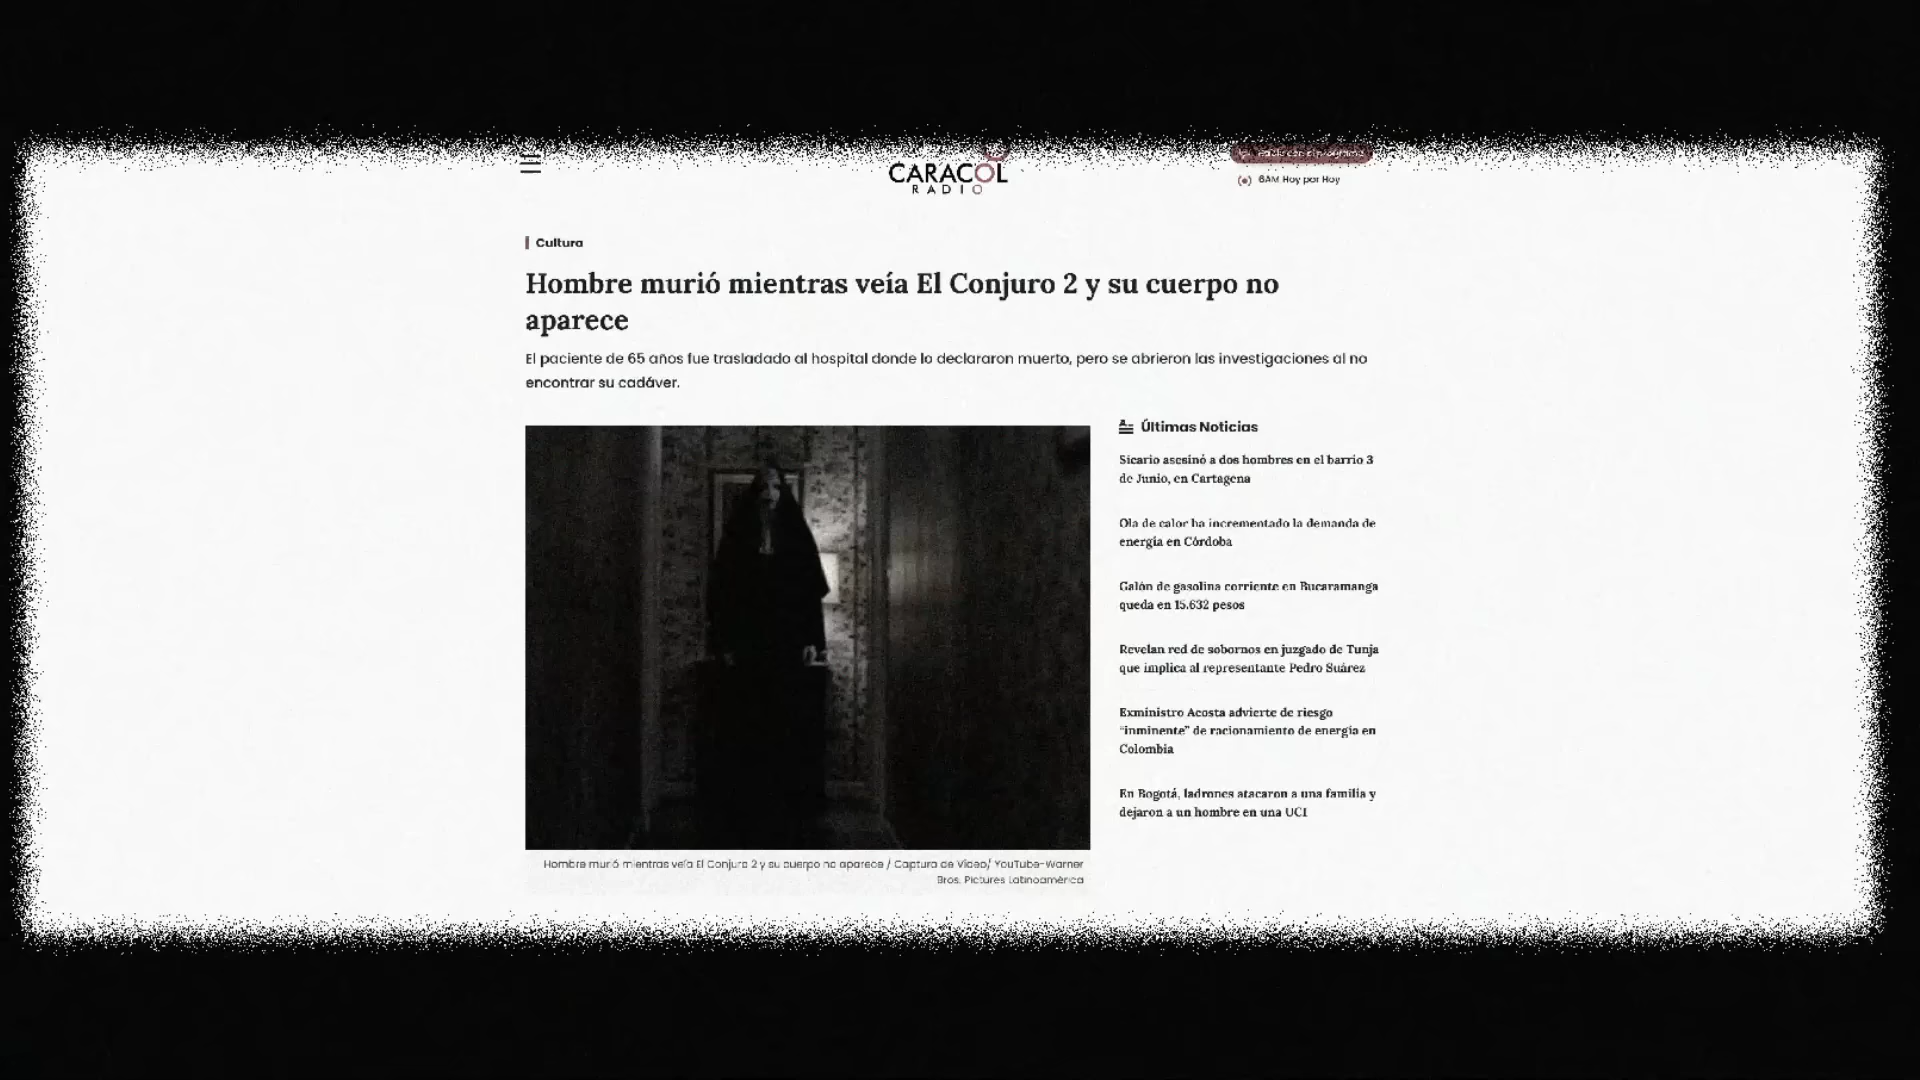 CARACOL
RADIO
6AM Hoy por Hoy
Cultura
Hombre murió mientras veía El Conjuro 2 y su cuerpo no
aparece
El paciente de 65 años fue trasladado al hospital donde lo declararon muerto, pero se abrieron las investigaciones al no
encontrar su cadáver.
Hombre murió mientras veía El Conjuro 2 y su cuerpo no aparece / Captura de Video/ YouTube-Warner
Bros. Pictures Latinoamérica
Últimas Noticias
Sicario asesinó a dos hombres en el barrio 3
de Junio, en Cartagena
Ola de calor ha incrementado la demanda de
energía en Córdoba
Galón de gasolina corriente en Bucaramanga
queda en 15.632 pesos
Revelan red de sobornos en juzgado de Tunja
que implica al representante Pedro Suárez
Exministro Acosta advierte de riesgo
“inminente” de racionamiento de energía en
Colombia
En Bogotá, ladrones atacaron a una familia y
dejaron a un hombre en una UCI